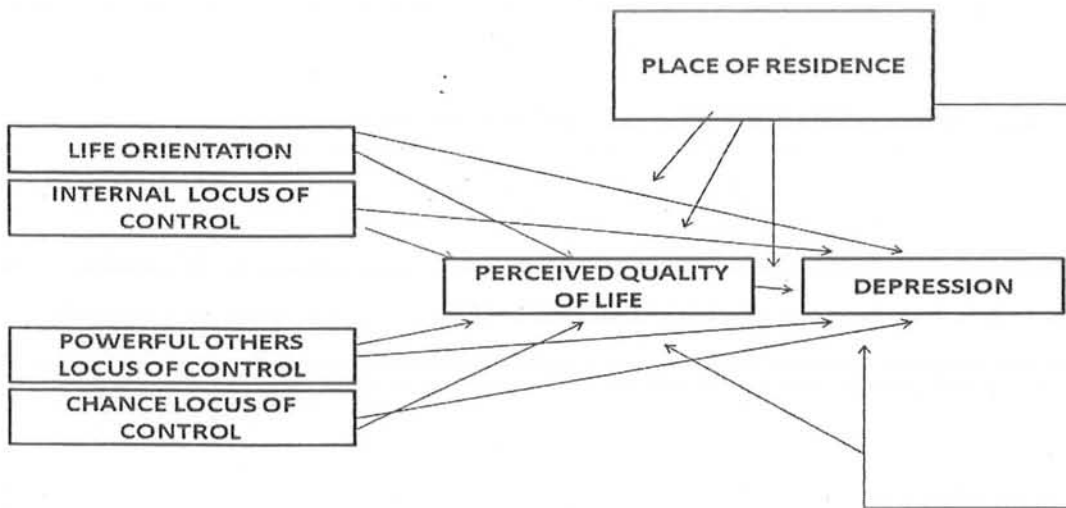 PLACE OF RESIDENCE
LIFE ORIENTATION
INTERNAL LOCUS OF
CONTROL
PERCEIVED QUALITY
OF LIFE
DEPRESSION
POWERFUL OTHERS
LOCUS OF CONTROL
CHANCE LOCUS OF
CONTROL